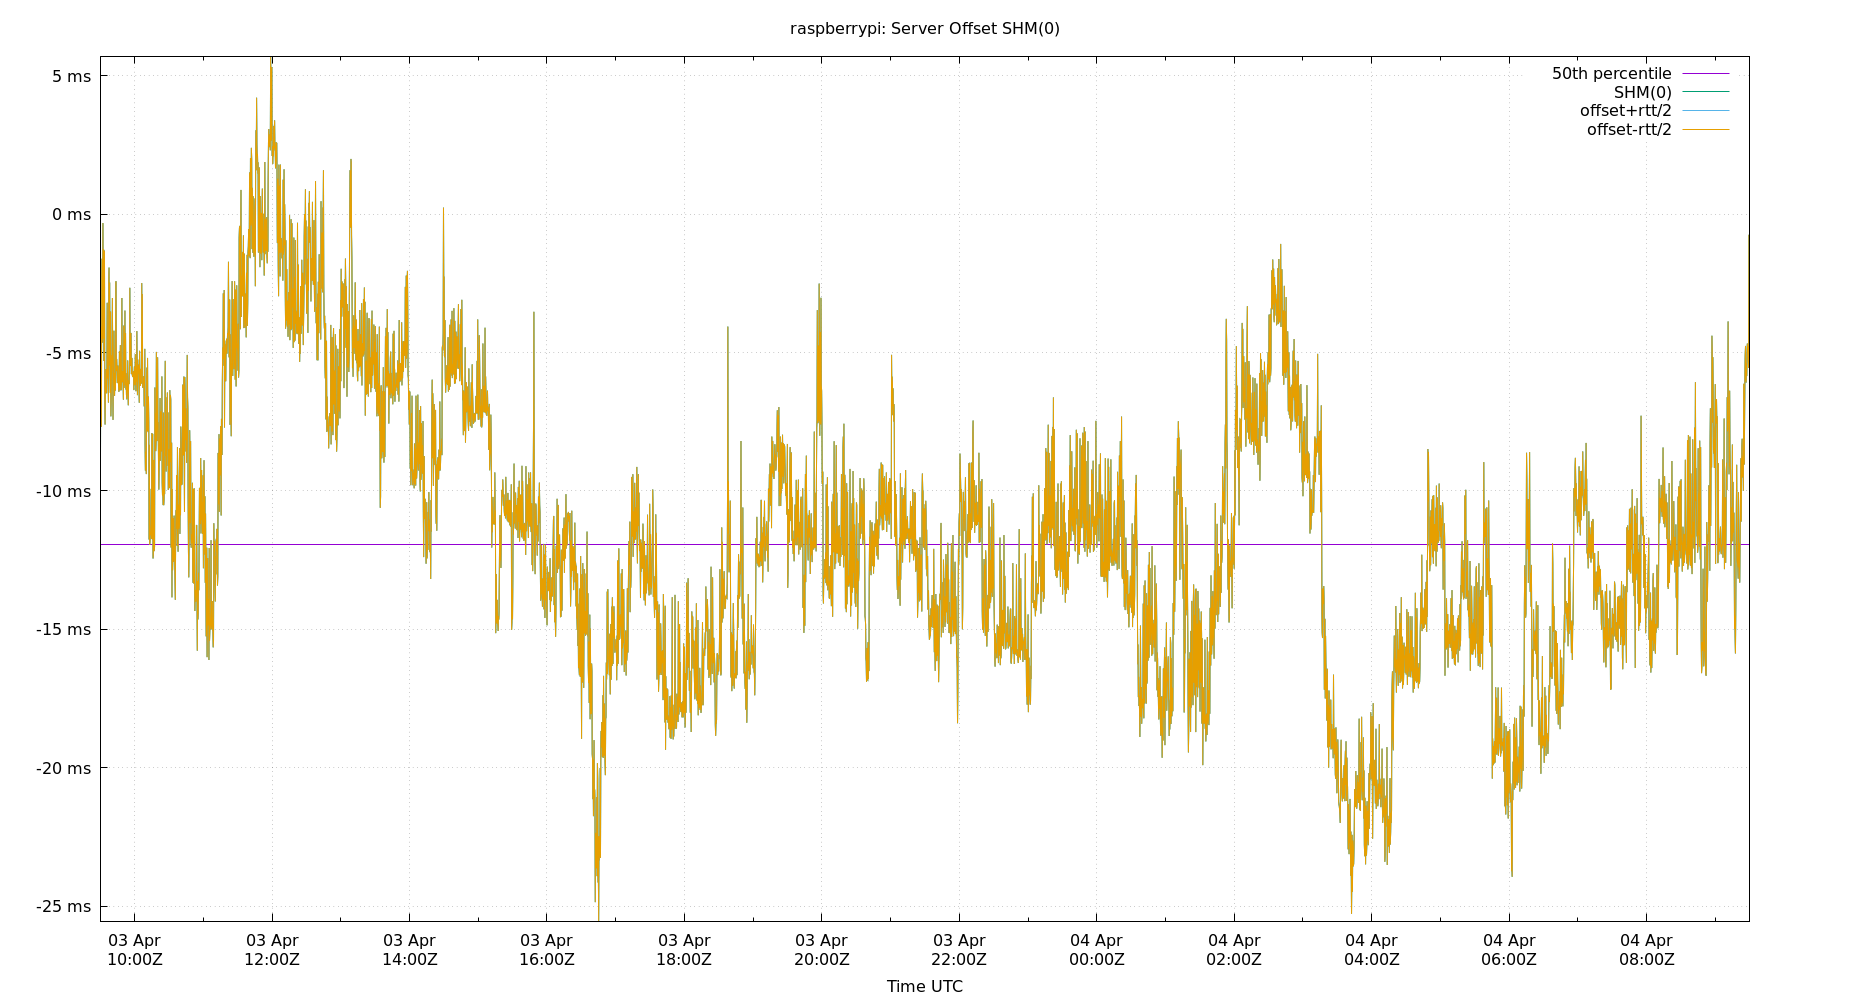 raspberrypi: Server Offset SHM(0)
50th percentile
SHM(0)
offset+rtt/2
offset-rtt/2
5 ms
0 ms
-5 ms
-10 ms
-15 ms
-20 ms
-25 ms
03 Apr 03 Apr 03 Apr 03 Apr 03 Apr 03 Apr 03 Apr 04 Apr 04 Apr 04 Apr 04 Apr 04 Apr
10:00Z 12:00Z 14:00Z 16:00Z 18:00Z 20:00Z 22:00Z 00:00Z 02:00Z 04:00Z 06:00Z 08:00Z
Time UTC